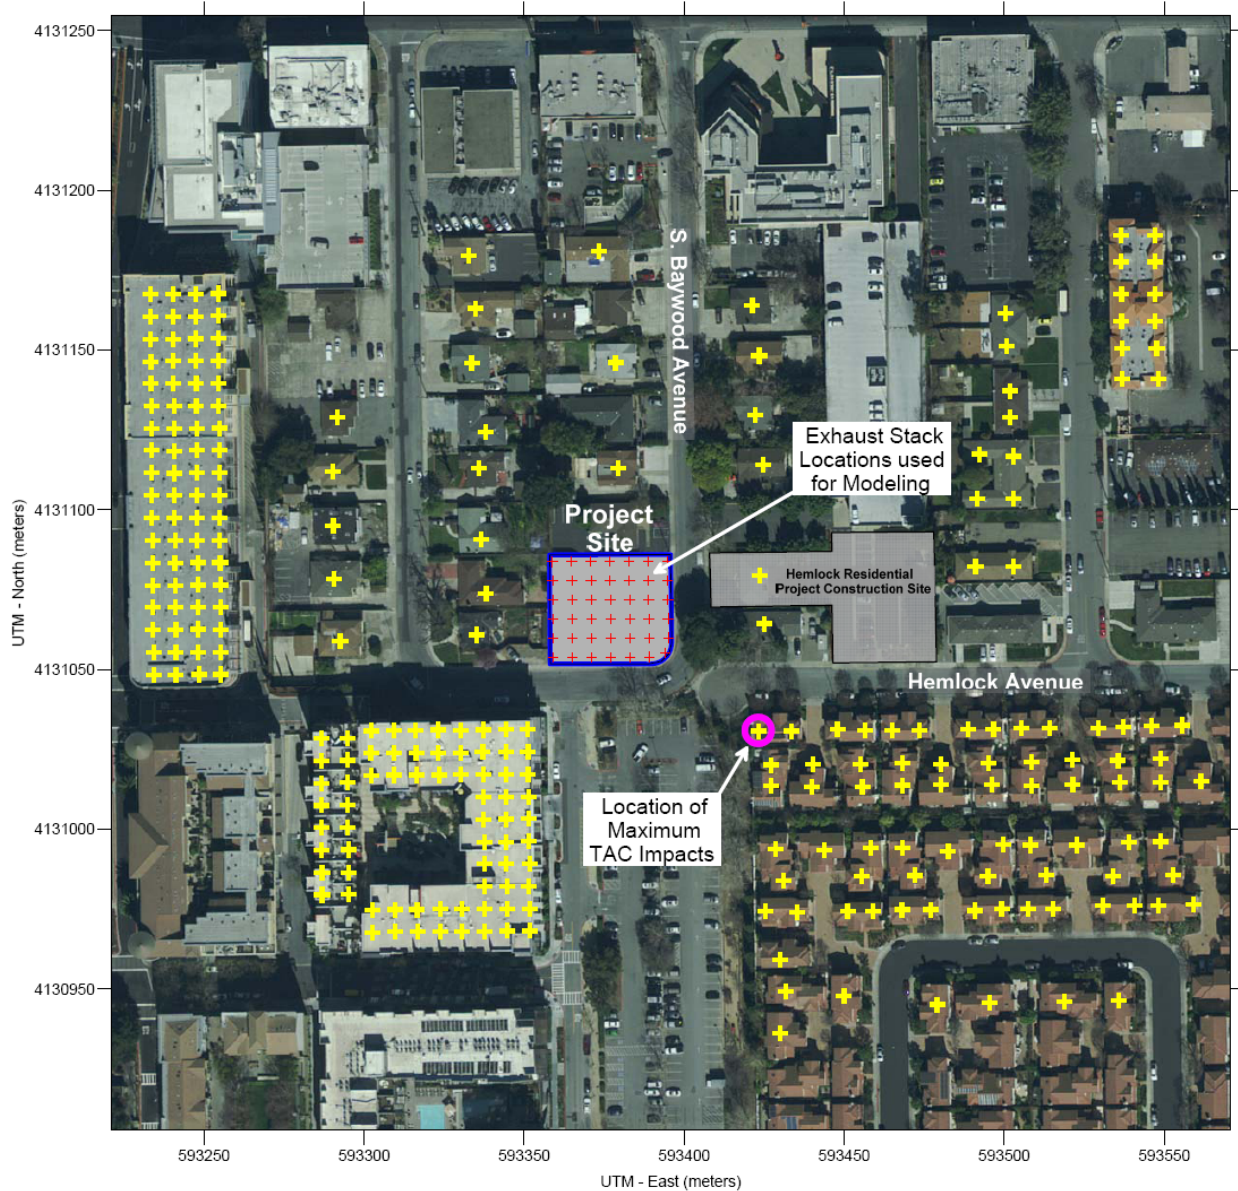 4131250
4131200
4131150
4131100
4131050
4131000
4130950
UTM - North (meters)
S. Baywood Avenue
Exhaust Stack
Locations used
for Modeling
Project
Site
Hemlock Residential
Project Construction Site
Hemlock Avenue
Location of
Maximum
TAC Impacts
593250
593300
593350
593400
593450
593500
593550
UTM - East (meters)